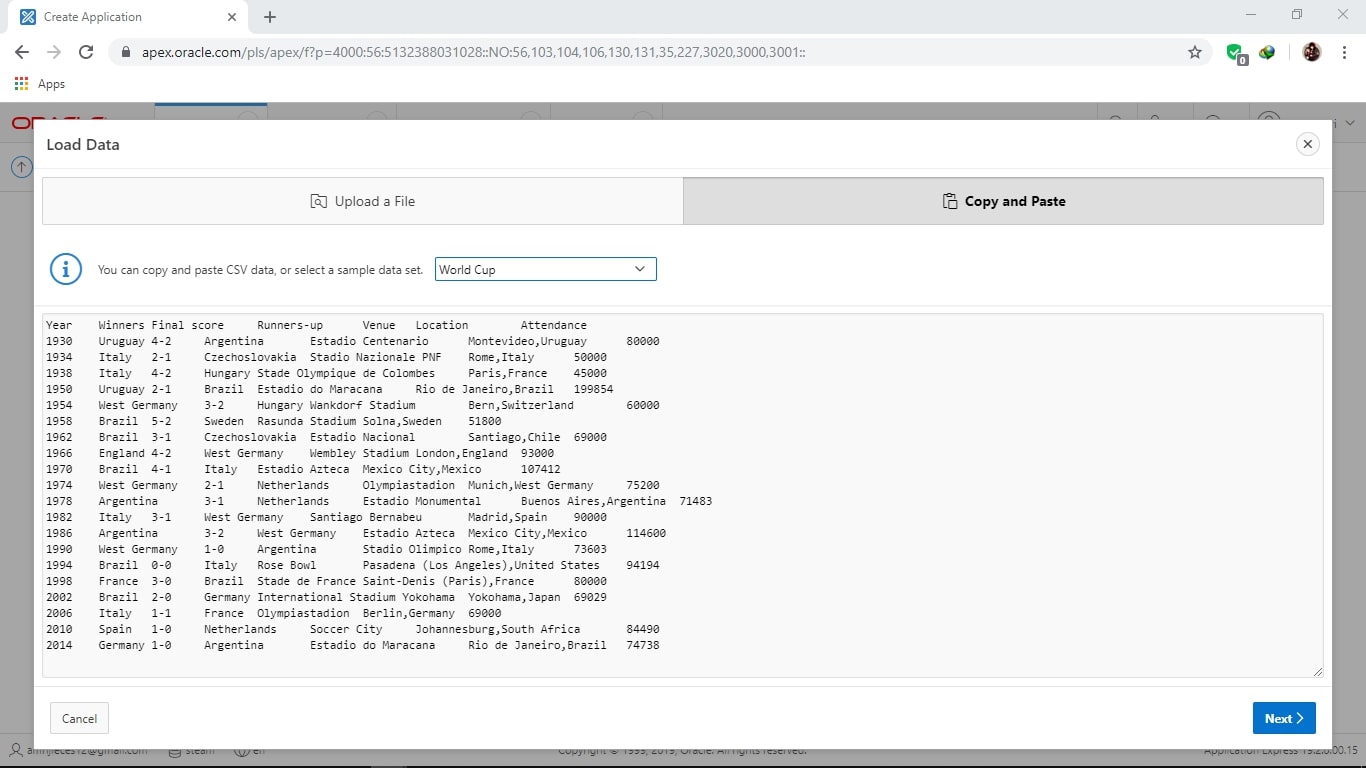 Create Application
apex.oracle.com/pls/apex/f?p=4000:56:5132388031028::NO:56,103,104,106,130,131,35,227,3020,3000,3001::
0
Apps
ORACLE
Load Data
Upload a File
Copy and Paste
You can copy and paste CSV data, or select a sample data set. World Cup
Year Winners Final score Runners-up Venue Location Attendance
1930 Uruguay 4-2 Argentina Estadio Centenario Montevideo,Uruguay 80000
1934 Italy 2-1 Czechoslovakia Stadio Nazionale PNF Rome,Italy 50000
1938 Italy 4-2 Hungary Stade Olympique de Colombes Paris,France 45000
1950 Uruguay 2-1 Brazil Estadio do Maracana Rio de Janeiro,Brazil 199854
1954 West Germany 3-2 Hungary Wankdorf Stadium Bern,Switzerland 60000
1958 Brazil 5-2 Sweden Rasunda Stadium Solna,Sweden 51800
1962 Brazil 3-1 Czechoslovakia Estadio Nacional Santiago,Chile 69000
1966 England 4-2 West Germany Wembley Stadium London,England 93000
1970 Brazil 4-1 Italy Estadio Azteca Mexico City,Mexico 107412
1974 West Germany 2-1 Netherlands Olympiastadion Munich,West Germany 75200
1978 Argentina 3-1 Netherlands Estadio Monumental Buenos Aires,Argentina 71483
1982 Italy 3-1 West Germany Santiago Bernabeu Madrid,Spain 90000
1986 Argentina 3-2 West Germany Estadio Azteca Mexico City,Mexico 114600
1990 West Germany 1-0 Argentina Stadio Olimpico Rome,Italy 73603
1994 Brazil 0-0 Italy Rose Bowl Pasadena (Los Angeles),United States 94194
1998 France 3-0 Brazil Stade de France Saint-Denis (Paris),France 80000
2002 Brazil 2-0 Germany International Stadium Yokohama Yokohama,Japan 69029
2006 Italy 1-1 France Olympiastadion Berlin,Germany 69000
2010 Spain 1-0 Netherlands Soccer City Johannesburg,South Africa 84490
2014 Germany 1-0 Argentina Estadio do Maracana Rio de Janeiro,Brazil 74738
Cancel
Next
steam en Copyright © 1999, 2019, Oracle. All rights reserved. Application Express 19.2.0.00.15